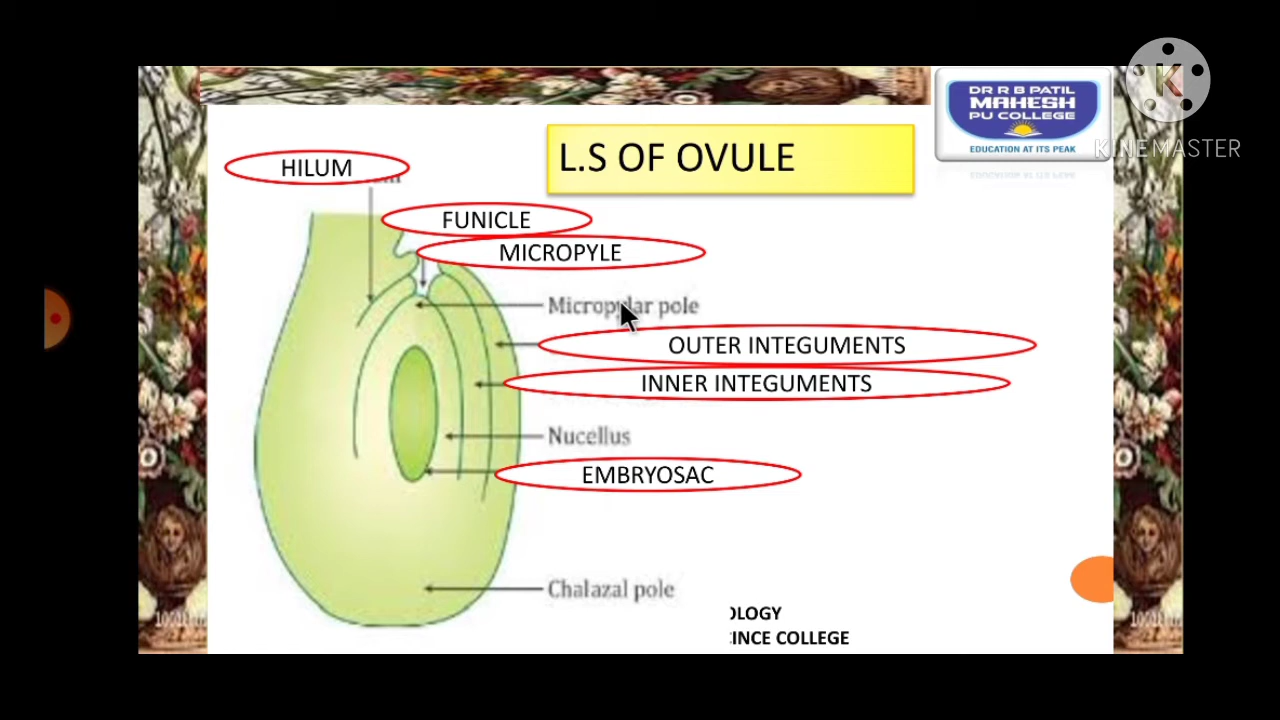 DR R B PATIL
MAHESH
PU COLLEGE
EDUCATION AT ITS PEAK
K
KINEMASTER
L.S OF OVULE
HILUM
FUNICLE
MICROPYLE
Micropylar pole
OUTER INTEGUMENTS
INNER INTEGUMENTS
Nucellus
EMBRYOSAC
Chalazal pole
OLOGY
INCE COLLEGE